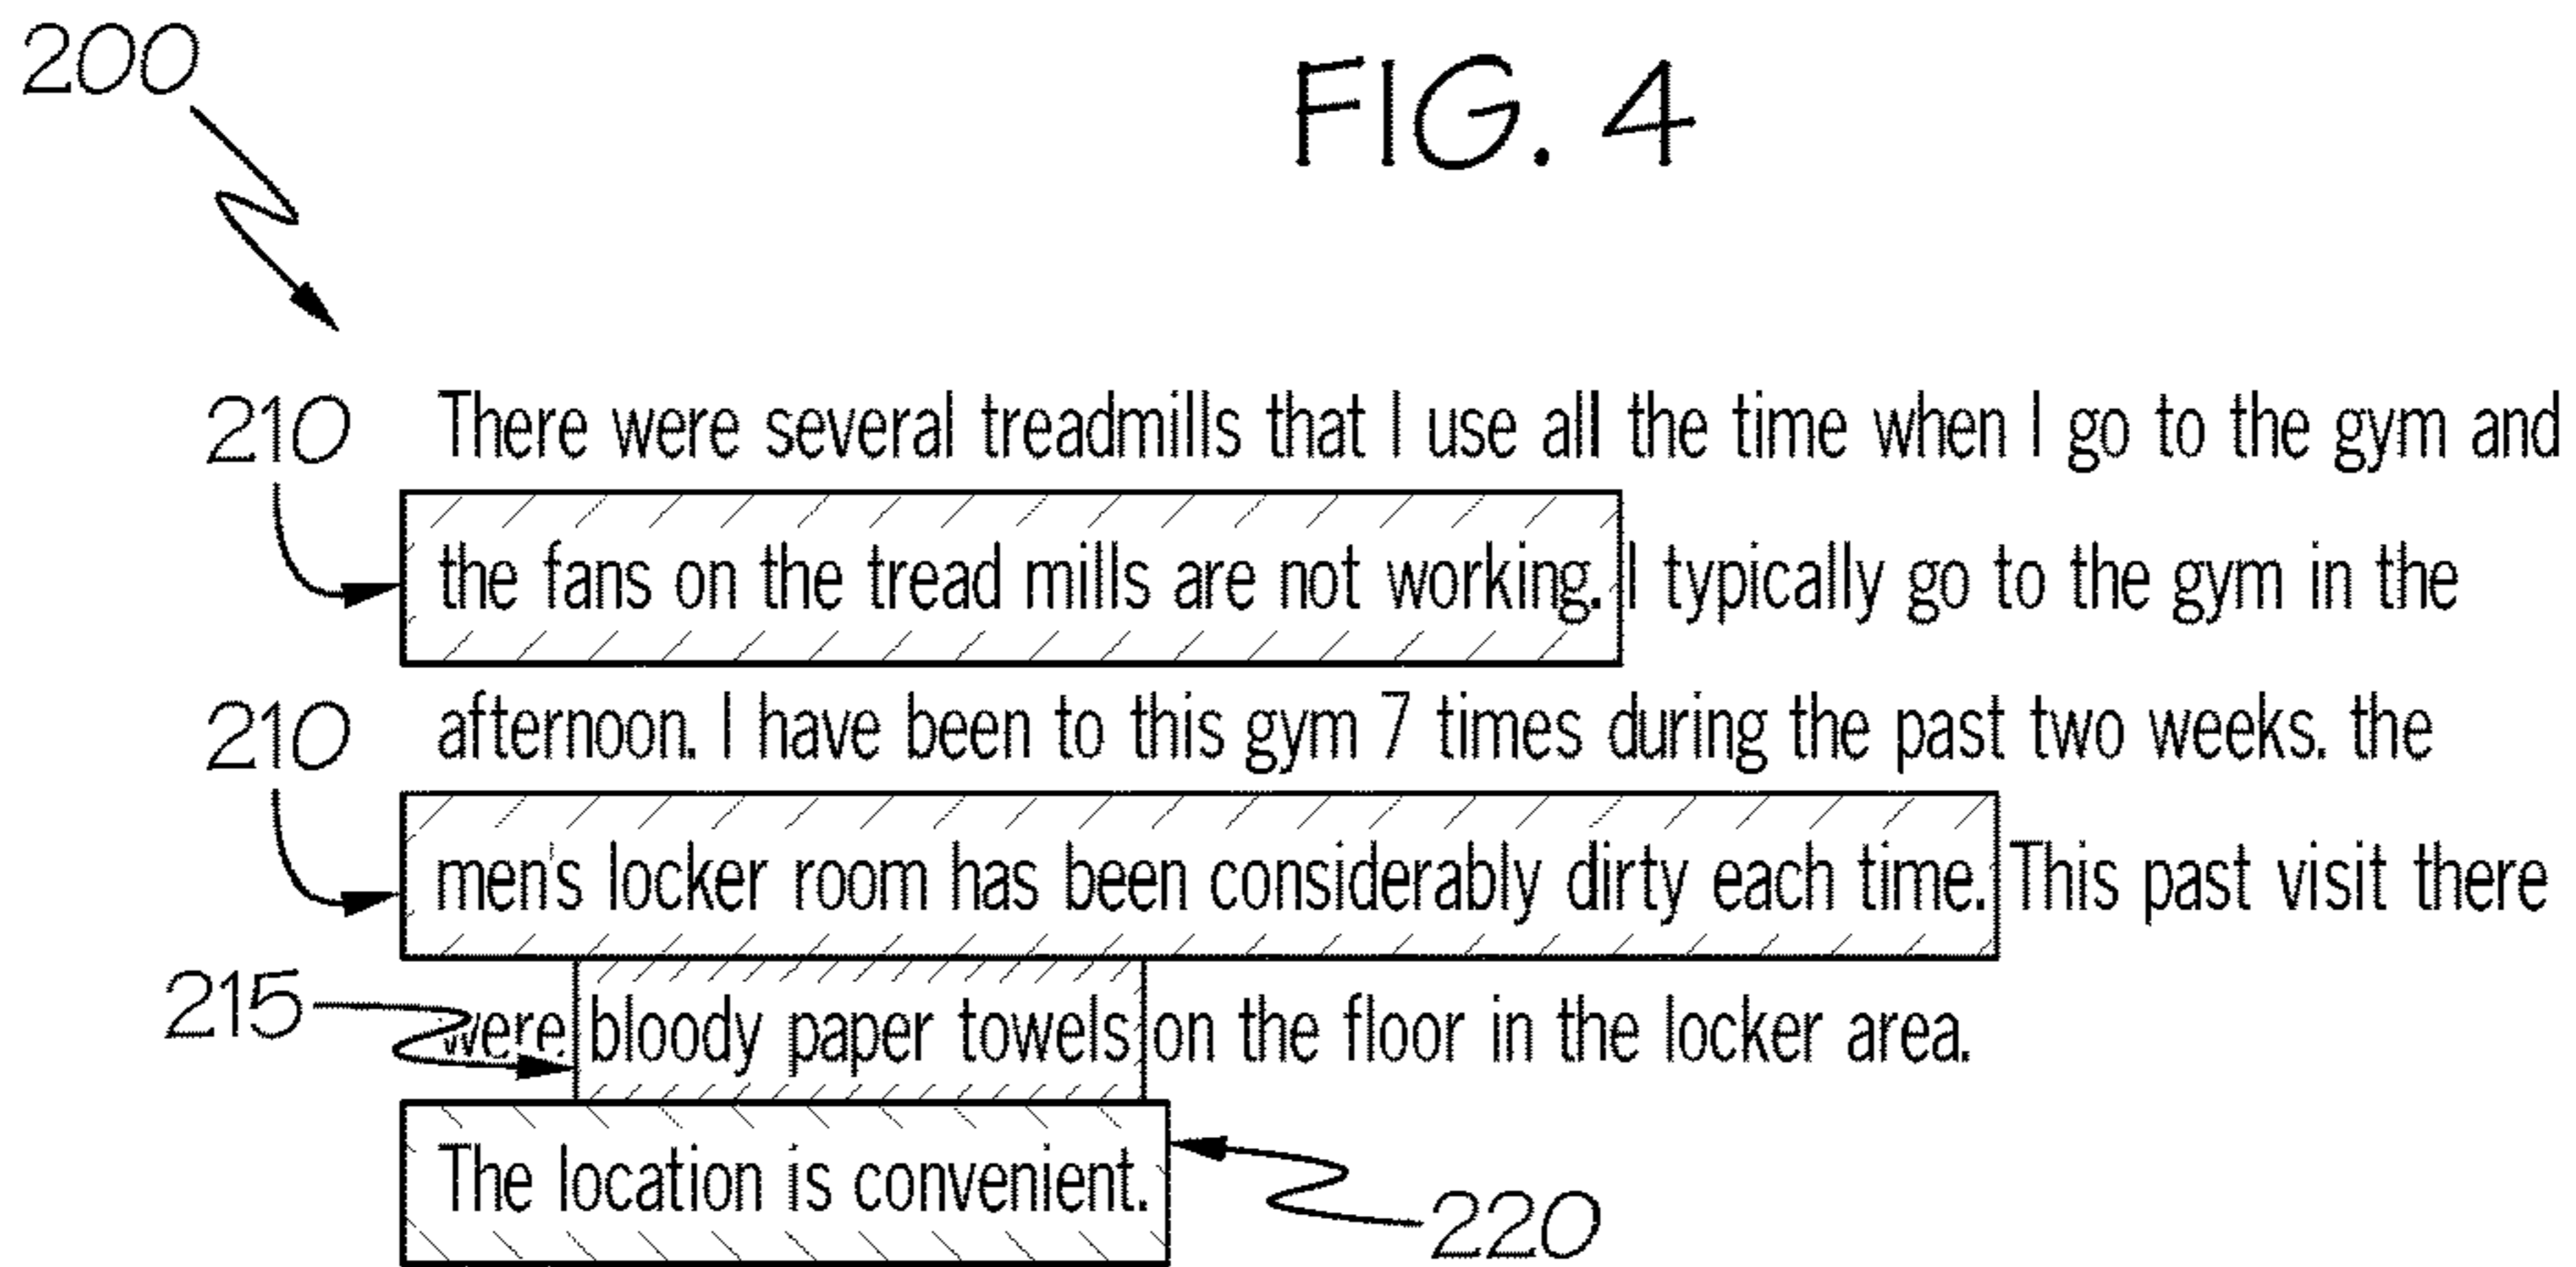 200
FIG. 4
210 There were several treadmills that I use all the time when I go to the gym and
the fans on the tread mills are not working. I typically go to the gym in the
210 afternoon. I have been to this gym 7 times during the past two weeks. the
men's locker room has been considerably dirty each time. This past visit there
215 were bloody paper towels on the floor in the locker area.
The location is convenient.
220